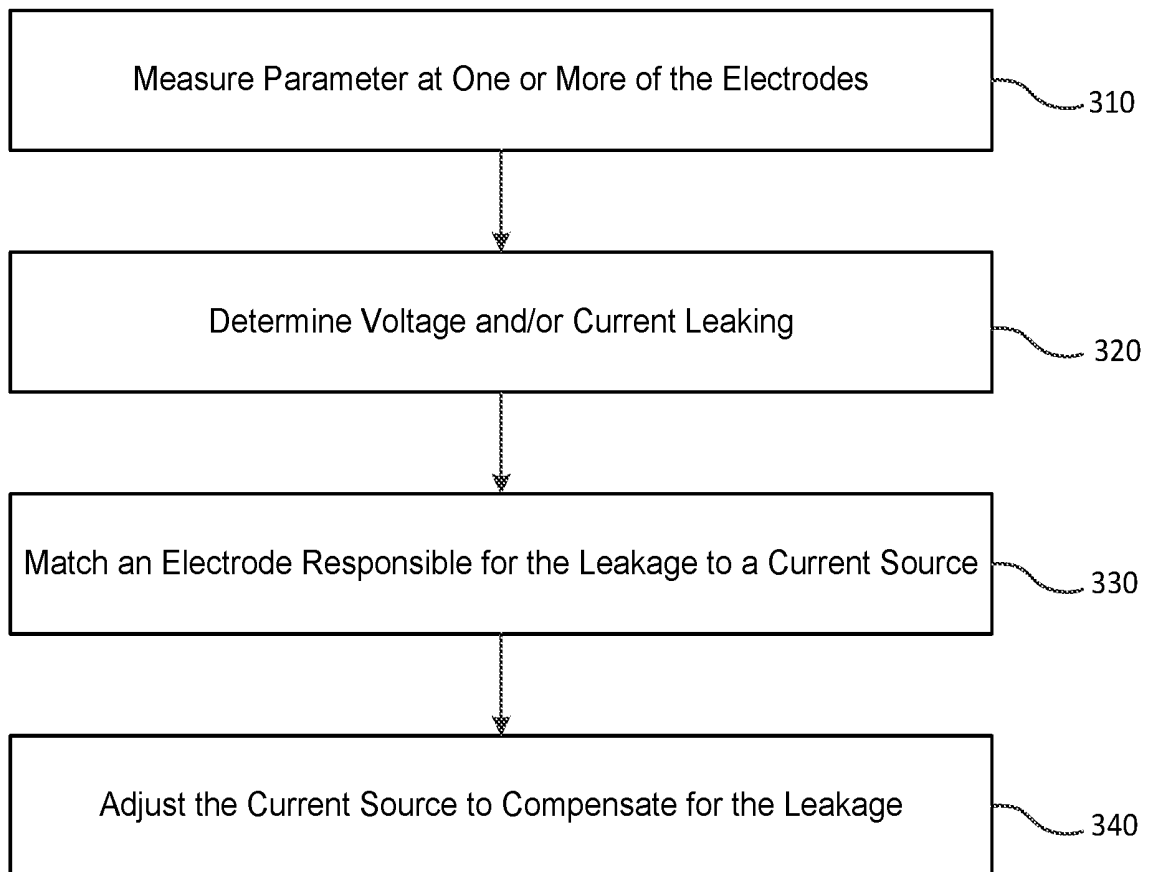 Measure Parameter at One or More of the Electrodes
310
Determine Voltage and/or Current Leaking
320
Match an Electrode Responsible for the Leakage to a Current Source
330
Adjust the Current Source to Compensate for the Leakage
340